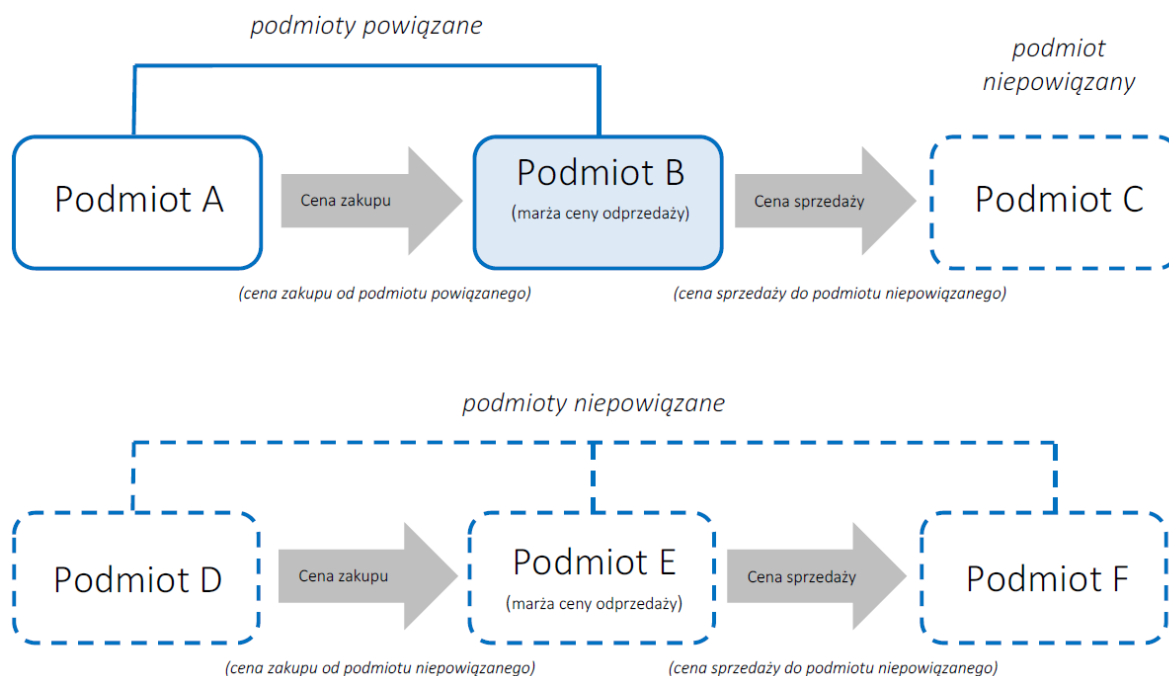 podmioty powiązane
podmiot
niepowiązany
Podmiot A
Cena zakupu
Podmiot B
(marża ceny odprzedaży)
Cena sprzedaży
Podmiot C
(cena zakupu od podmiotu powiązanego)
(cena sprzedaży do podmiotu niepowiązanego)
podmioty niepowiązane
Podmiot D
Cena zakupu
Podmiot E
(marża ceny odprzedaży)
Cena sprzedaży
Podmiot F
(cena zakupu od podmiotu niepowiązanego)
(cena sprzedaży do podmiotu niepowiązanego)